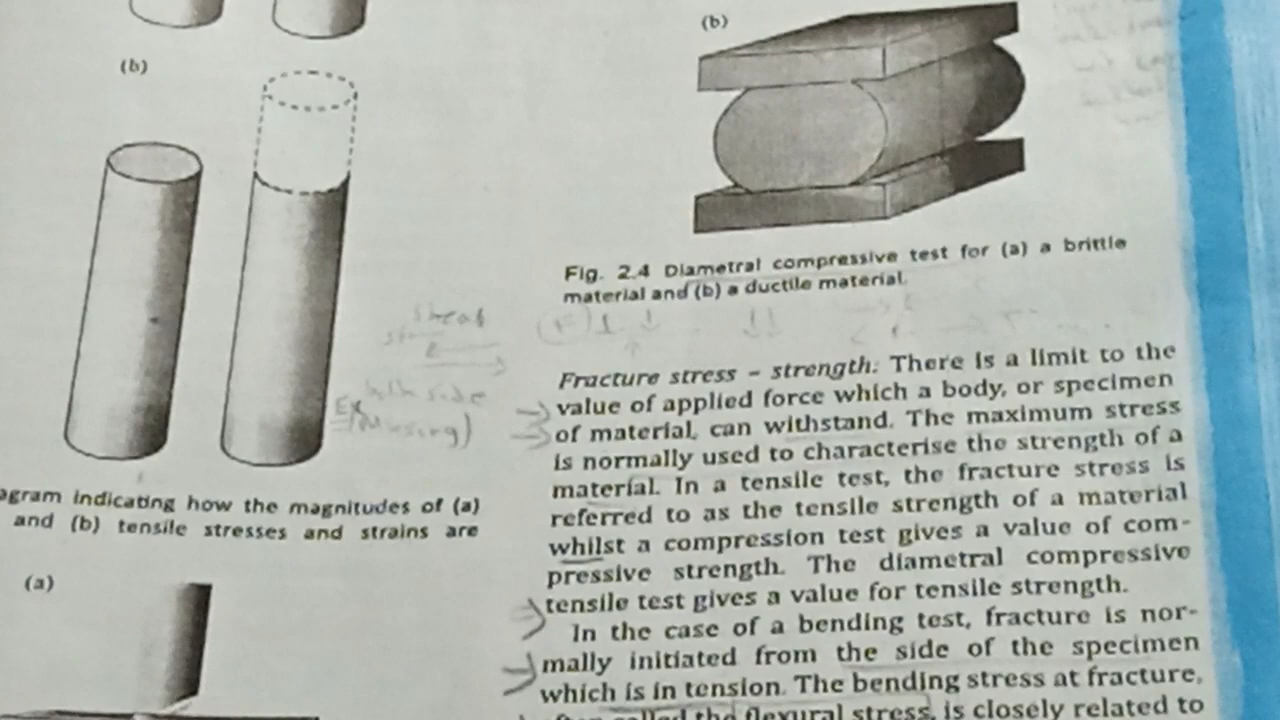 (b)
agram indicating how the magnitudes of (a)
and (b) tensile stresses and strains are
(a)
(b)
Fig. 2.4 Diametral compressive test for (a) a brittle
material and (b) a ductile material.
Fracture stress – strength: There is a limit to the
value of applied force which a body, or specimen
of material, can withstand. The maximum stress
is normally used to characterise the strength of a
material. In a tensile test, the fracture stress is
referred to as the tensile strength of a material
whilst a compression test gives a value of com-
pressive strength. The diametral compressive
tensile test gives a value for tensile strength.
In the case of a bending test, fracture is nor-
mally initiated from the side of the specimen
which is in tension. The bending stress at fracture,
called the flexural stress, is closely related to